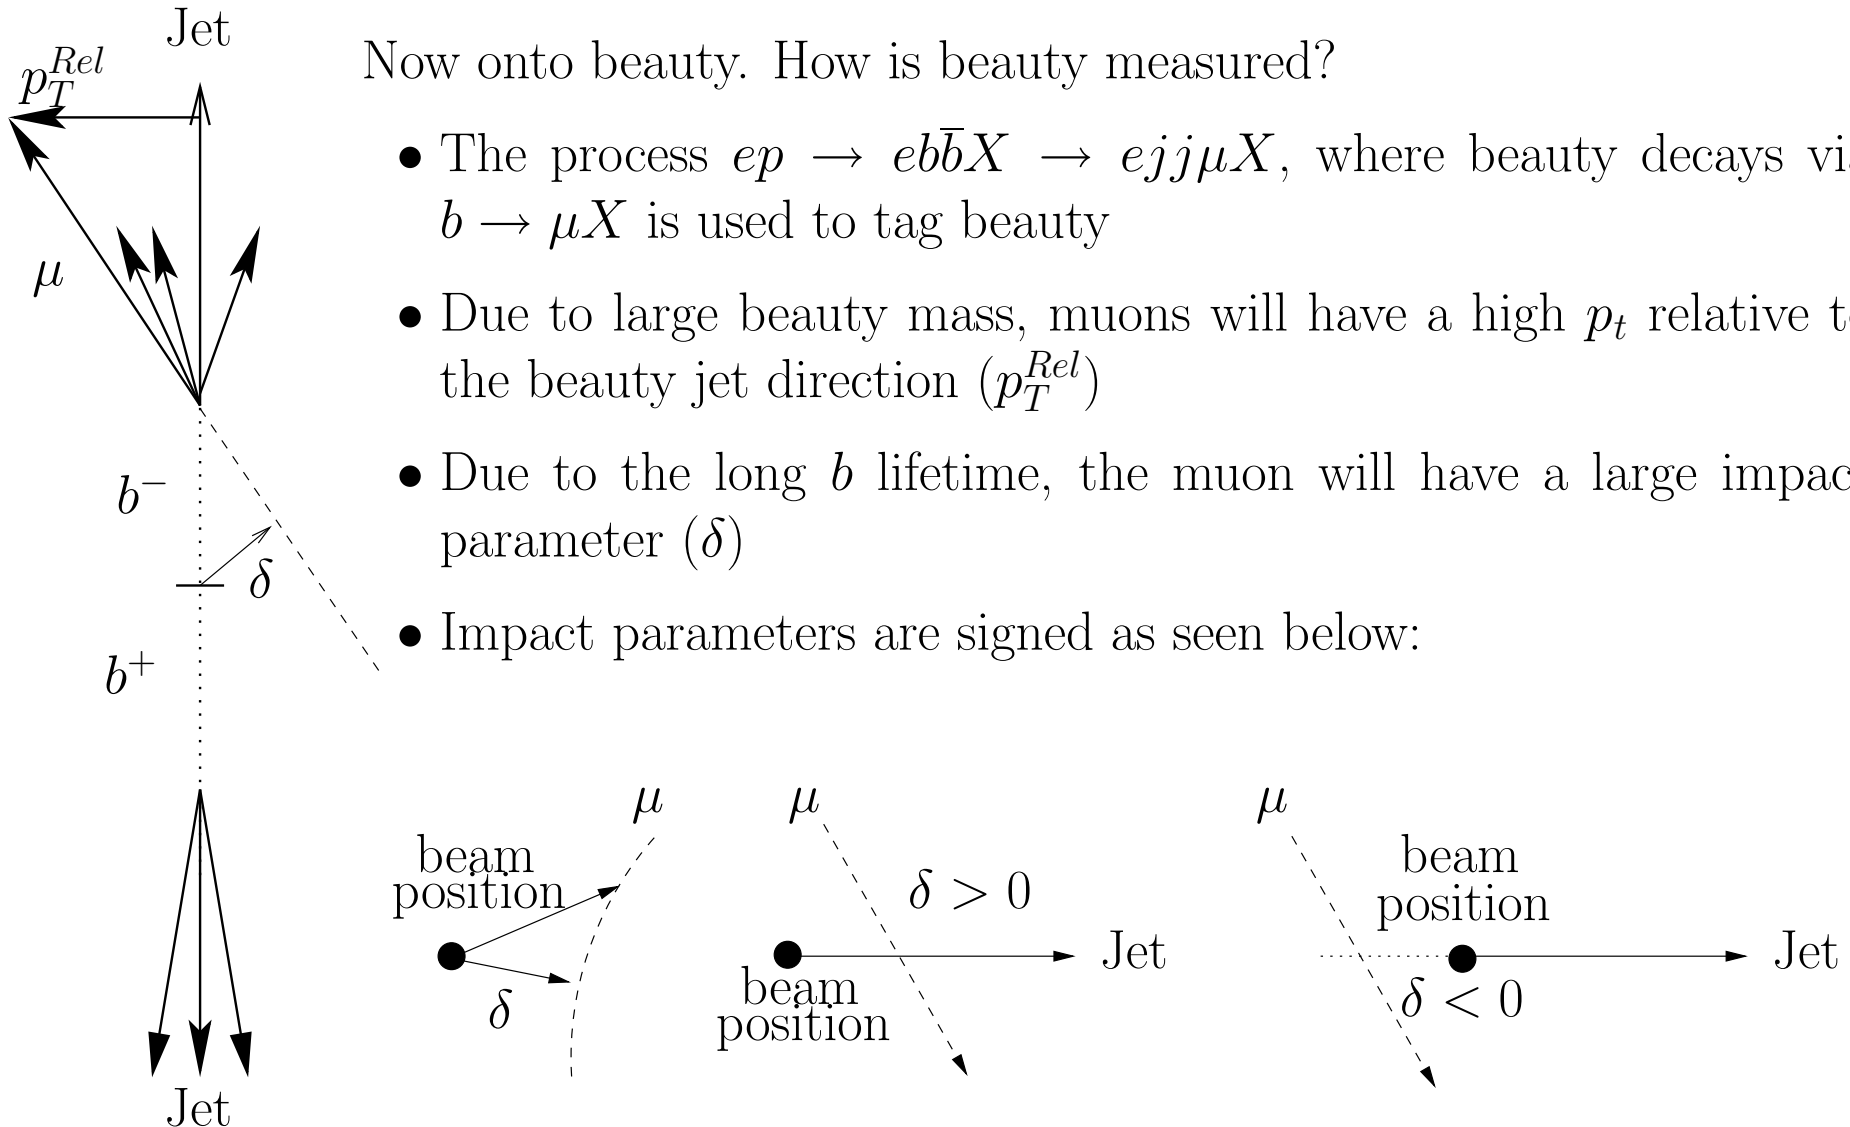 Jet
p_T^{Rel}
μ
b^-
δ
b^+
Jet
Now onto beauty. How is beauty measured?
• The process ep → eb\overline{b}X → ejjμX, where beauty decays vi
b → μX is used to tag beauty
• Due to large beauty mass, muons will have a high p_t relative t
the beauty jet direction (p_T^{Rel})
• Due to the long b lifetime, the muon will have a large impac
parameter (δ)
• Impact parameters are signed as seen below:
μ
beam
position
δ
μ
δ > 0
Jet
beam
position
μ
beam
position
Jet
δ < 0